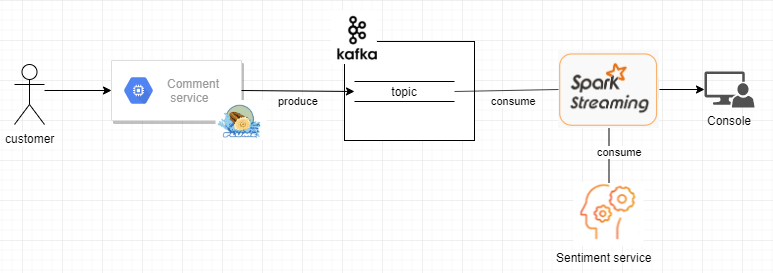 kafka
Comment
service
topic
produce
consume
Spark
Streaming
customer
Console
consume
Sentiment service